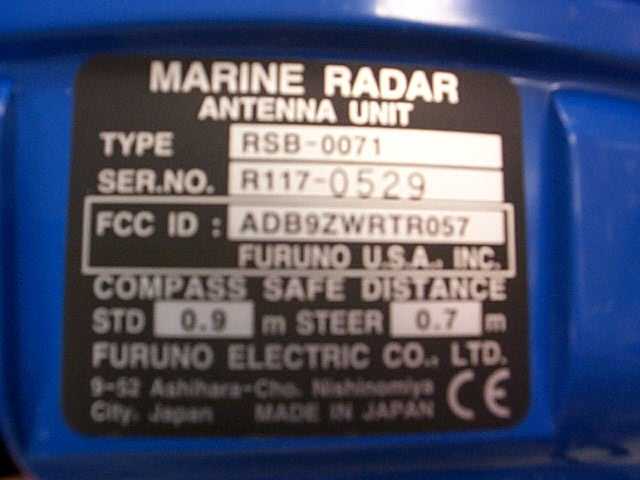 MARINE RADAR
ANTENNA UNIT
TYPE RSB-0071
SER.NO. R117-0529
FCC ID : ADB9ZWRTR057
FURUNO U.S.A., INC.
COMPASS SAFE DISTANCE
STD 0.9 m STEER 0.7 m
FURUNO ELECTRIC CO., LTD.
9-52 Ashihara-Cho, Nishinomiya
City, Japan MADE IN JAPAN CE